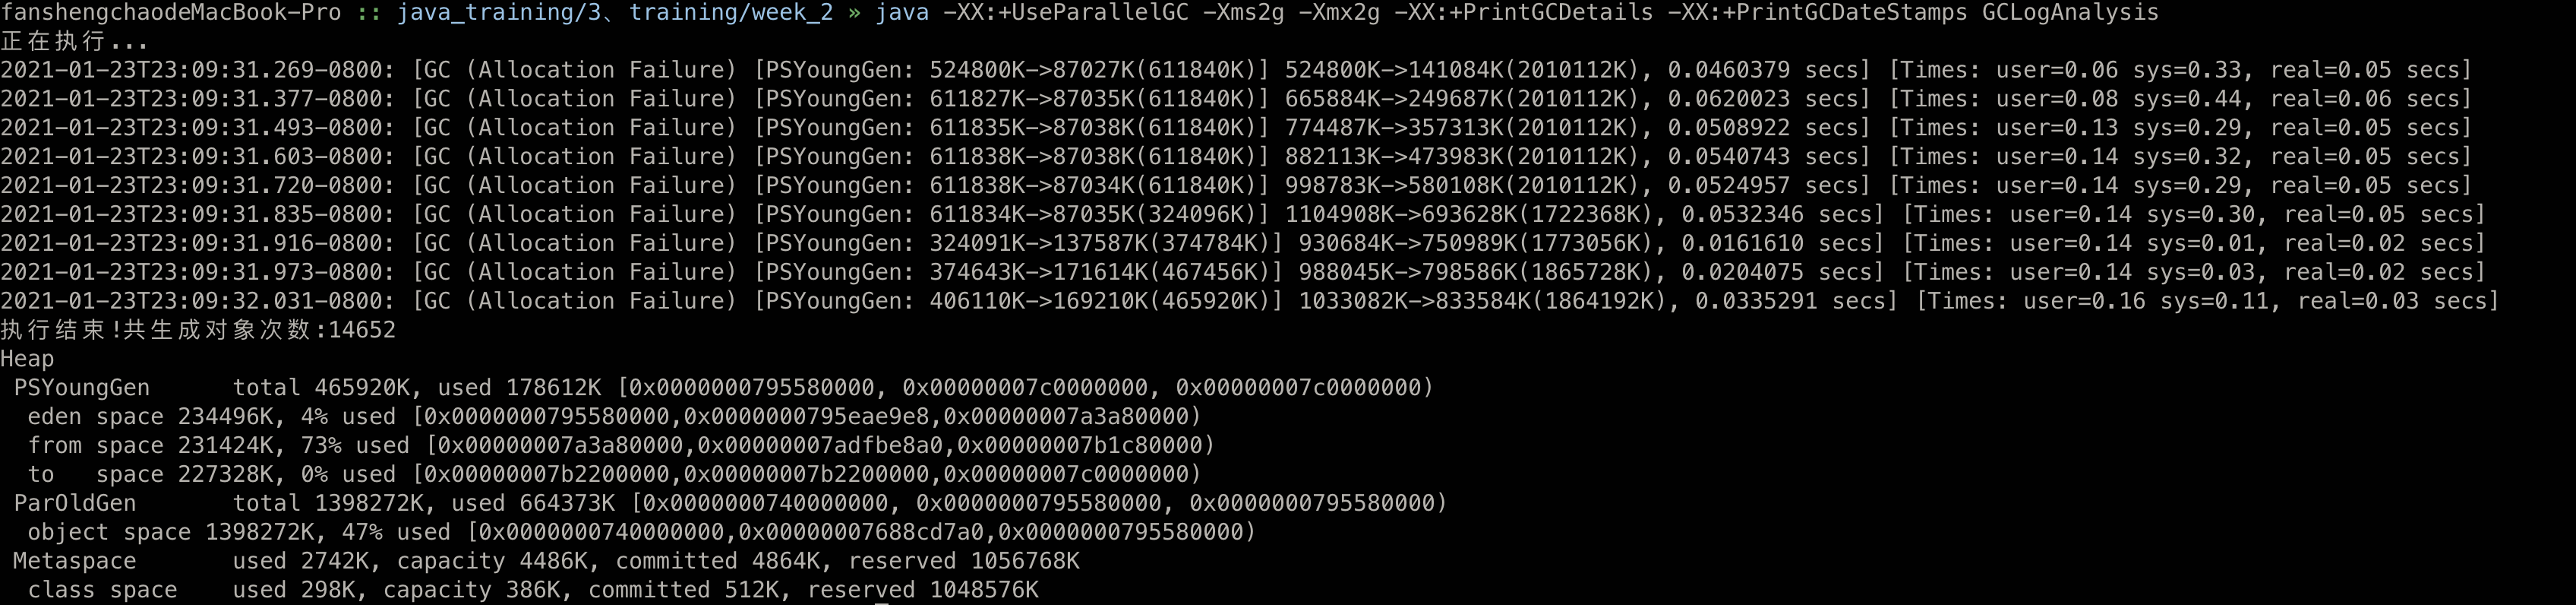 fanshengchaodeMacBook-Pro :: java_training/3、training/week_2 » java -XX:+UseParallelGC -Xms2g -Xmx2g -XX:+PrintGCDetails -XX:+PrintGCDateStamps GCLogAnalysis
正在执行...
2021-01-23T23:09:31.269-0800: [GC (Allocation Failure) [PSYoungGen: 524800K->87027K(611840K)] 524800K->141084K(2010112K), 0.0460379 secs] [Times: user=0.06 sys=0.33, real=0.05 secs]
2021-01-23T23:09:31.377-0800: [GC (Allocation Failure) [PSYoungGen: 611827K->87035K(611840K)] 665884K->249687K(2010112K), 0.0620023 secs] [Times: user=0.08 sys=0.44, real=0.06 secs]
2021-01-23T23:09:31.493-0800: [GC (Allocation Failure) [PSYoungGen: 611835K->87038K(611840K)] 774487K->357313K(2010112K), 0.0508922 secs] [Times: user=0.13 sys=0.29, real=0.05 secs]
2021-01-23T23:09:31.603-0800: [GC (Allocation Failure) [PSYoungGen: 611838K->87038K(611840K)] 882113K->473983K(2010112K), 0.0540743 secs] [Times: user=0.14 sys=0.32, real=0.05 secs]
2021-01-23T23:09:31.720-0800: [GC (Allocation Failure) [PSYoungGen: 611838K->87034K(611840K)] 998783K->580108K(2010112K), 0.0524957 secs] [Times: user=0.14 sys=0.29, real=0.05 secs]
2021-01-23T23:09:31.835-0800: [GC (Allocation Failure) [PSYoungGen: 611834K->87035K(324096K)] 1104908K->693628K(1722368K), 0.0532346 secs] [Times: user=0.14 sys=0.30, real=0.05 secs]
2021-01-23T23:09:31.916-0800: [GC (Allocation Failure) [PSYoungGen: 324091K->137587K(374784K)] 930684K->750989K(1773056K), 0.0161610 secs] [Times: user=0.14 sys=0.01, real=0.02 secs]
2021-01-23T23:09:31.973-0800: [GC (Allocation Failure) [PSYoungGen: 374643K->171614K(467456K)] 988045K->798586K(1865728K), 0.0204075 secs] [Times: user=0.14 sys=0.03, real=0.02 secs]
2021-01-23T23:09:32.031-0800: [GC (Allocation Failure) [PSYoungGen: 406110K->169210K(465920K)] 1033082K->833584K(1864192K), 0.0335291 secs] [Times: user=0.16 sys=0.11, real=0.03 secs]
执行结束!共生成对象次数:14652
Heap
 PSYoungGen      total 465920K, used 178612K [0x0000000795580000, 0x00000007c0000000, 0x00000007c0000000)
  eden space 234496K, 4% used [0x0000000795580000,0x0000000795eae9e8,0x00000007a3a80000)
  from space 231424K, 73% used [0x00000007a3a80000,0x00000007adfbe8a0,0x00000007b1c80000)
  to   space 227328K, 0% used [0x00000007b2200000,0x00000007b2200000,0x00000007c0000000)
 ParOldGen       total 1398272K, used 664373K [0x0000000740000000, 0x0000000795580000, 0x0000000795580000)
  object space 1398272K, 47% used [0x0000000740000000,0x00000007688cd7a0,0x0000000795580000)
 Metaspace       used 2742K, capacity 4486K, committed 4864K, reserved 1056768K
  class space    used 298K, capacity 386K, committed 512K, reserved 1048576K